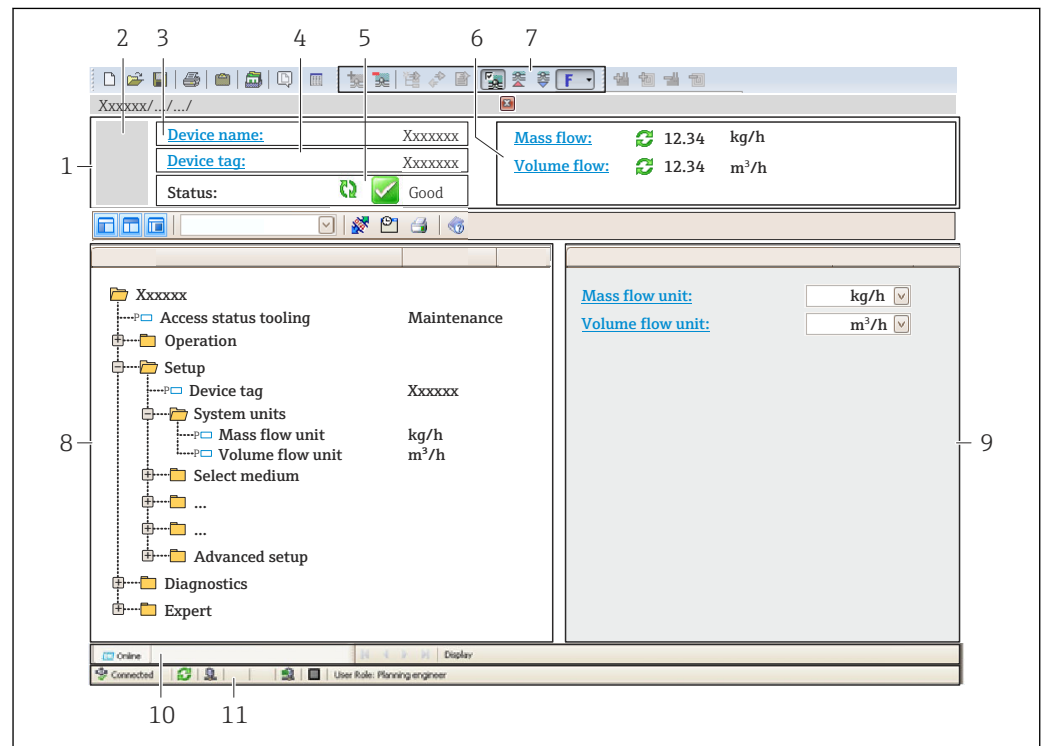 2 3 4 5 6 7
F
Xxxxxx/.../.../
1
Device name: Xxxxxxx
Device tag: Xxxxxxx
Status: Good
Mass flow: 12.34 kg/h
Volume flow: 12.34 m³/h
Xxxxxx
P Access status tooling Maintenance
Operation
Setup
P Device tag Xxxxxx
System units
P Mass flow unit kg/h
P Volume flow unit m³/h
Select medium
...
...
Advanced setup
Diagnostics
Expert
8
Mass flow unit: kg/h
Volume flow unit: m³/h
9
Online Display
Connected User Role: Planning engineer
10 11